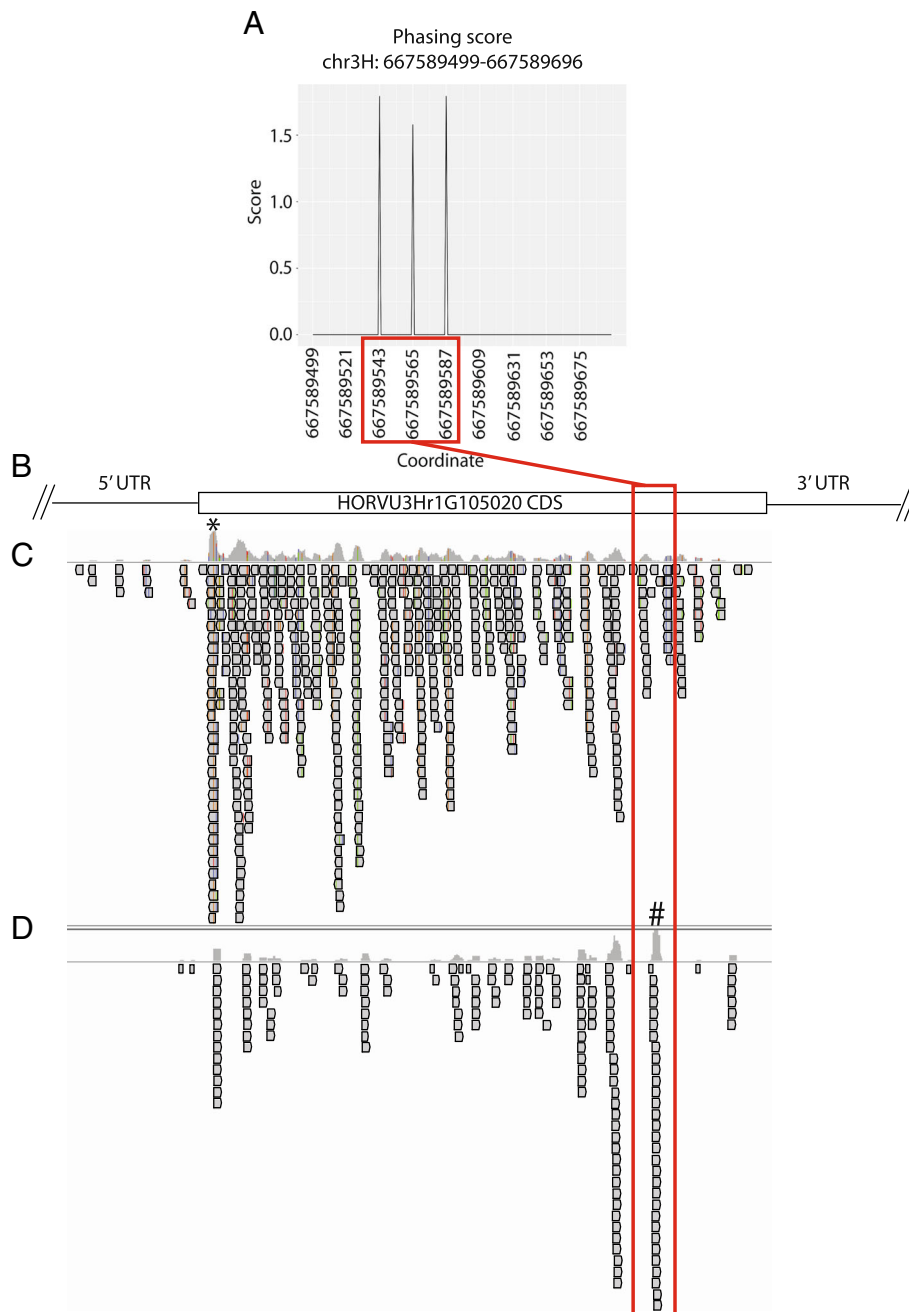 A
Phasing score
chr3H: 667589499-667589696
Score
1.5
1.0
0.5
0.0
667589499
667589521
667589543
667589565
667589587
667589609
667589631
667589653
667589675
Coordinate
B
5’ UTR
HORVU3Hr1G105020 CDS
3’ UTR
*
C
D
#